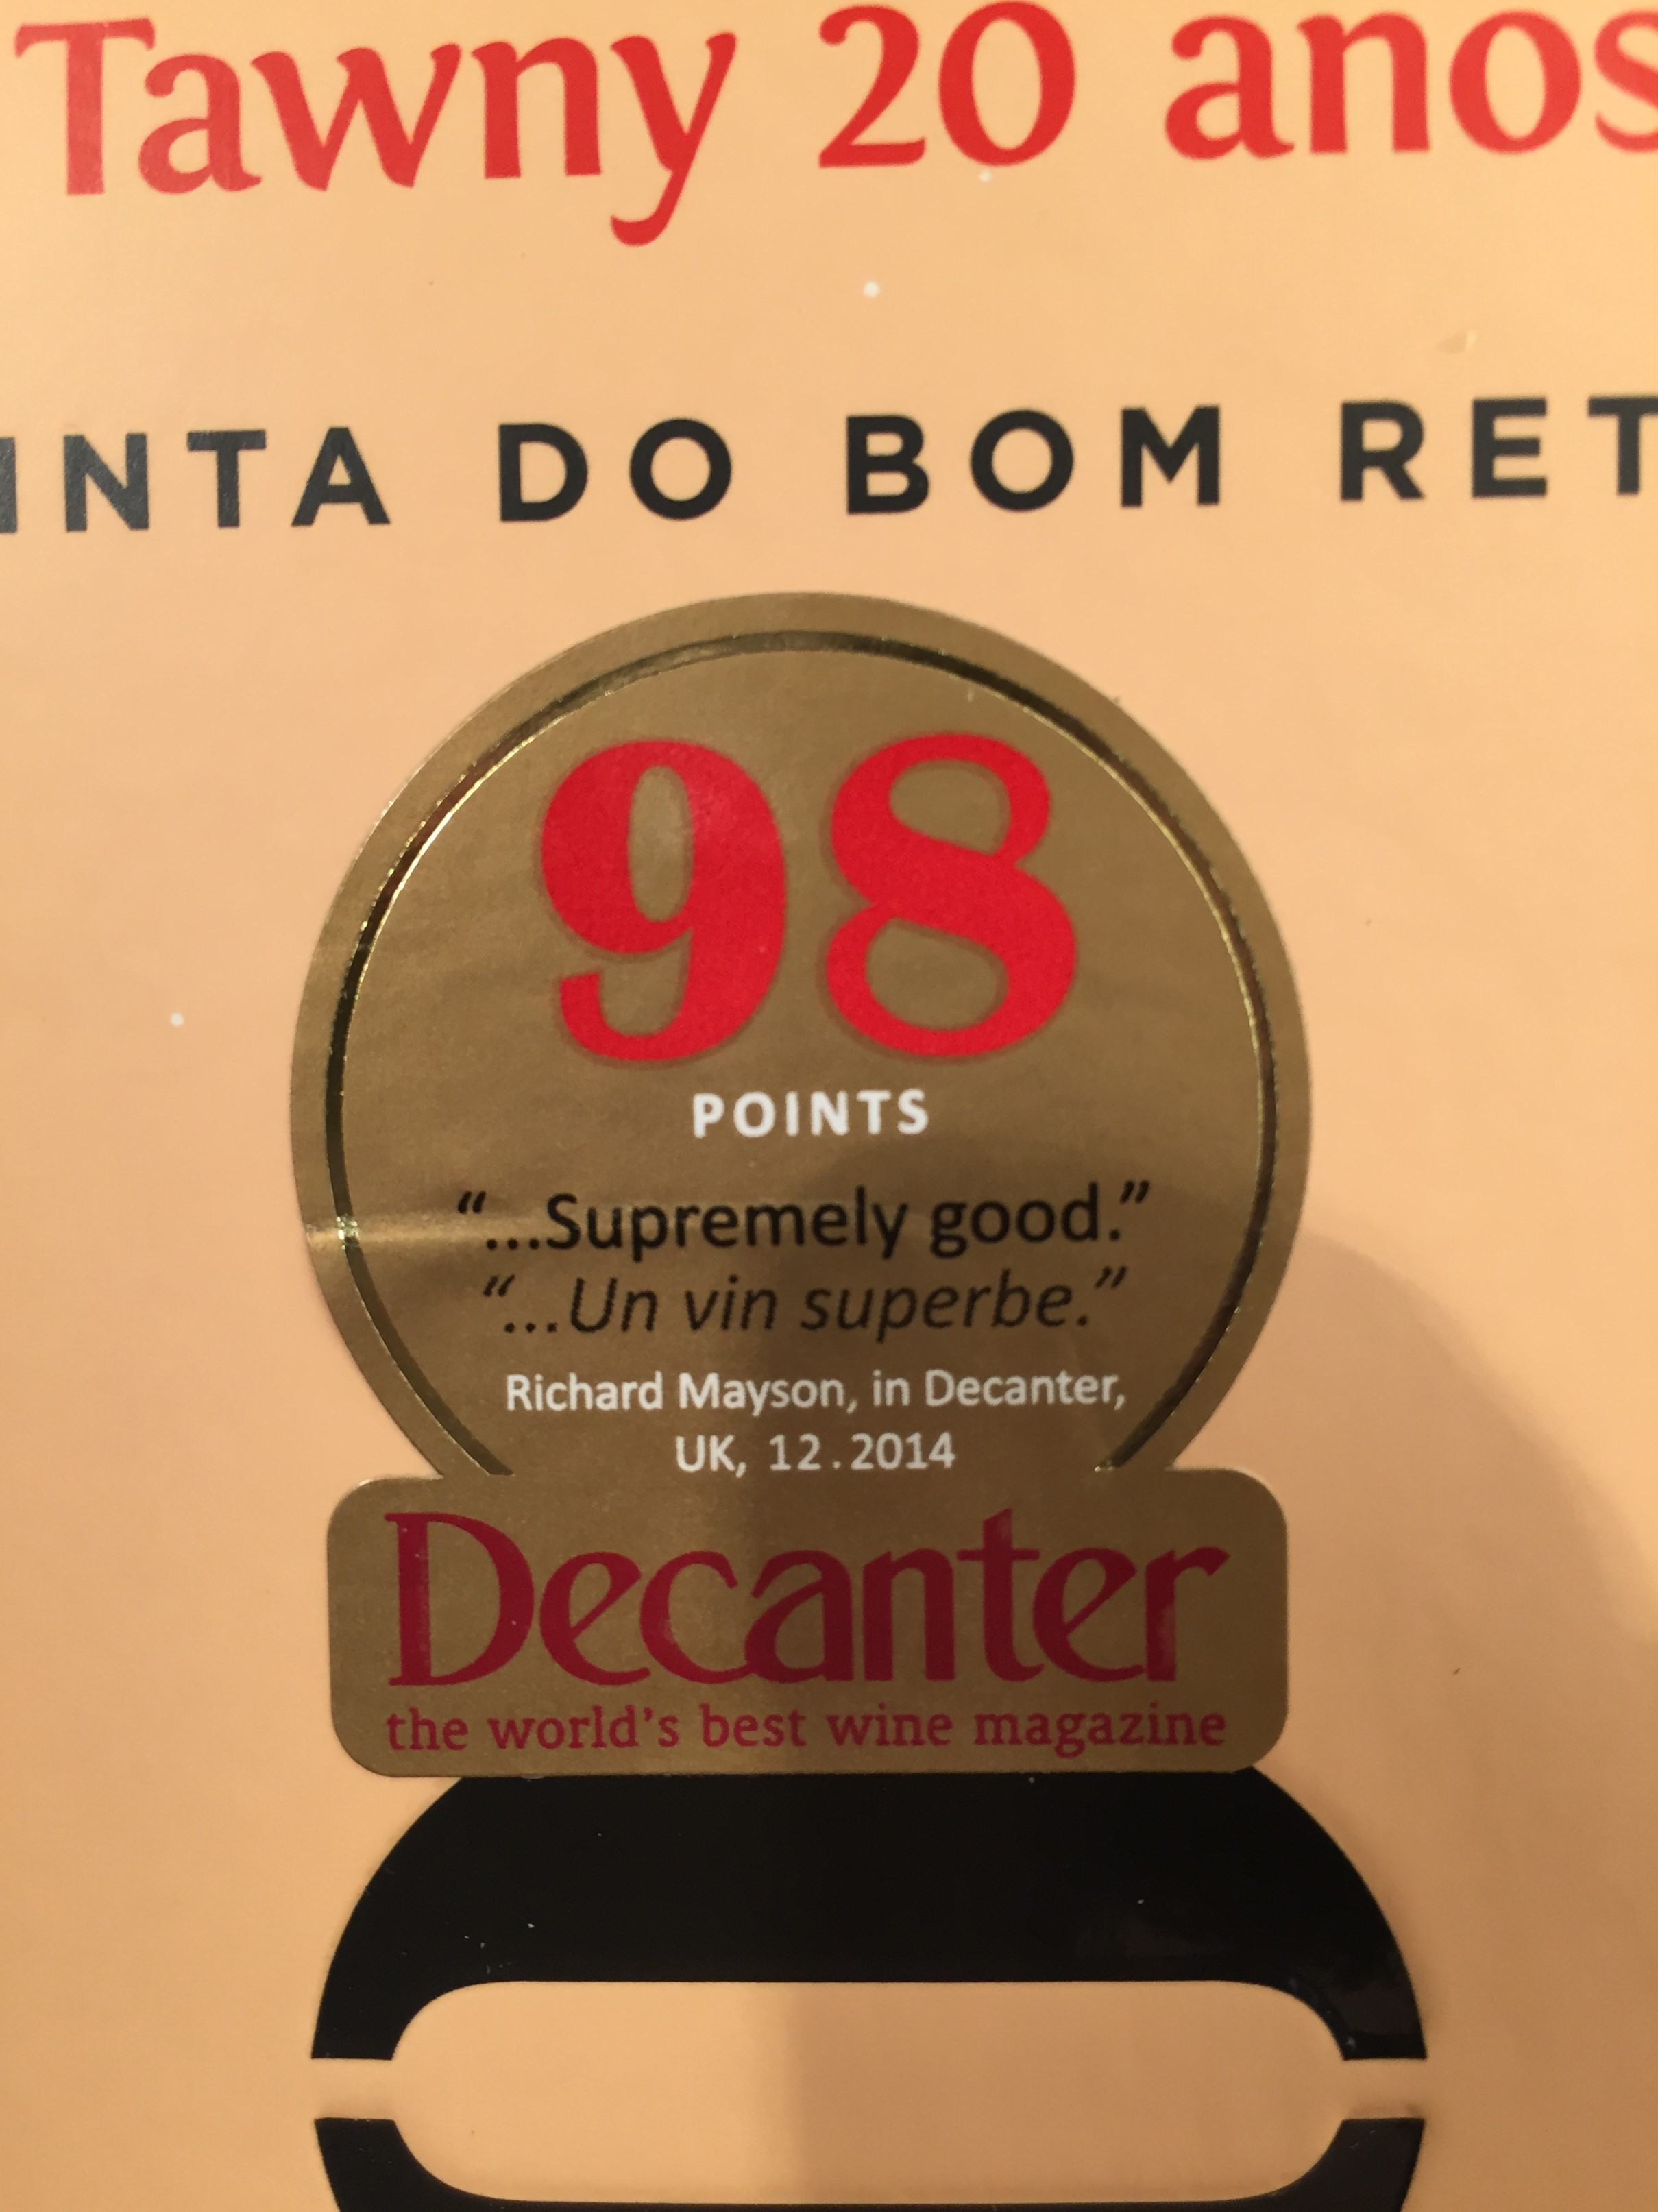 Tawny 20 anos
INTA DO BOM RET
98
POINTS
“...Supremely good.”
“...Un vin superbe.”
Richard Mayson, in Decanter,
UK, 12.2014
Decanter
the world's best wine magazine